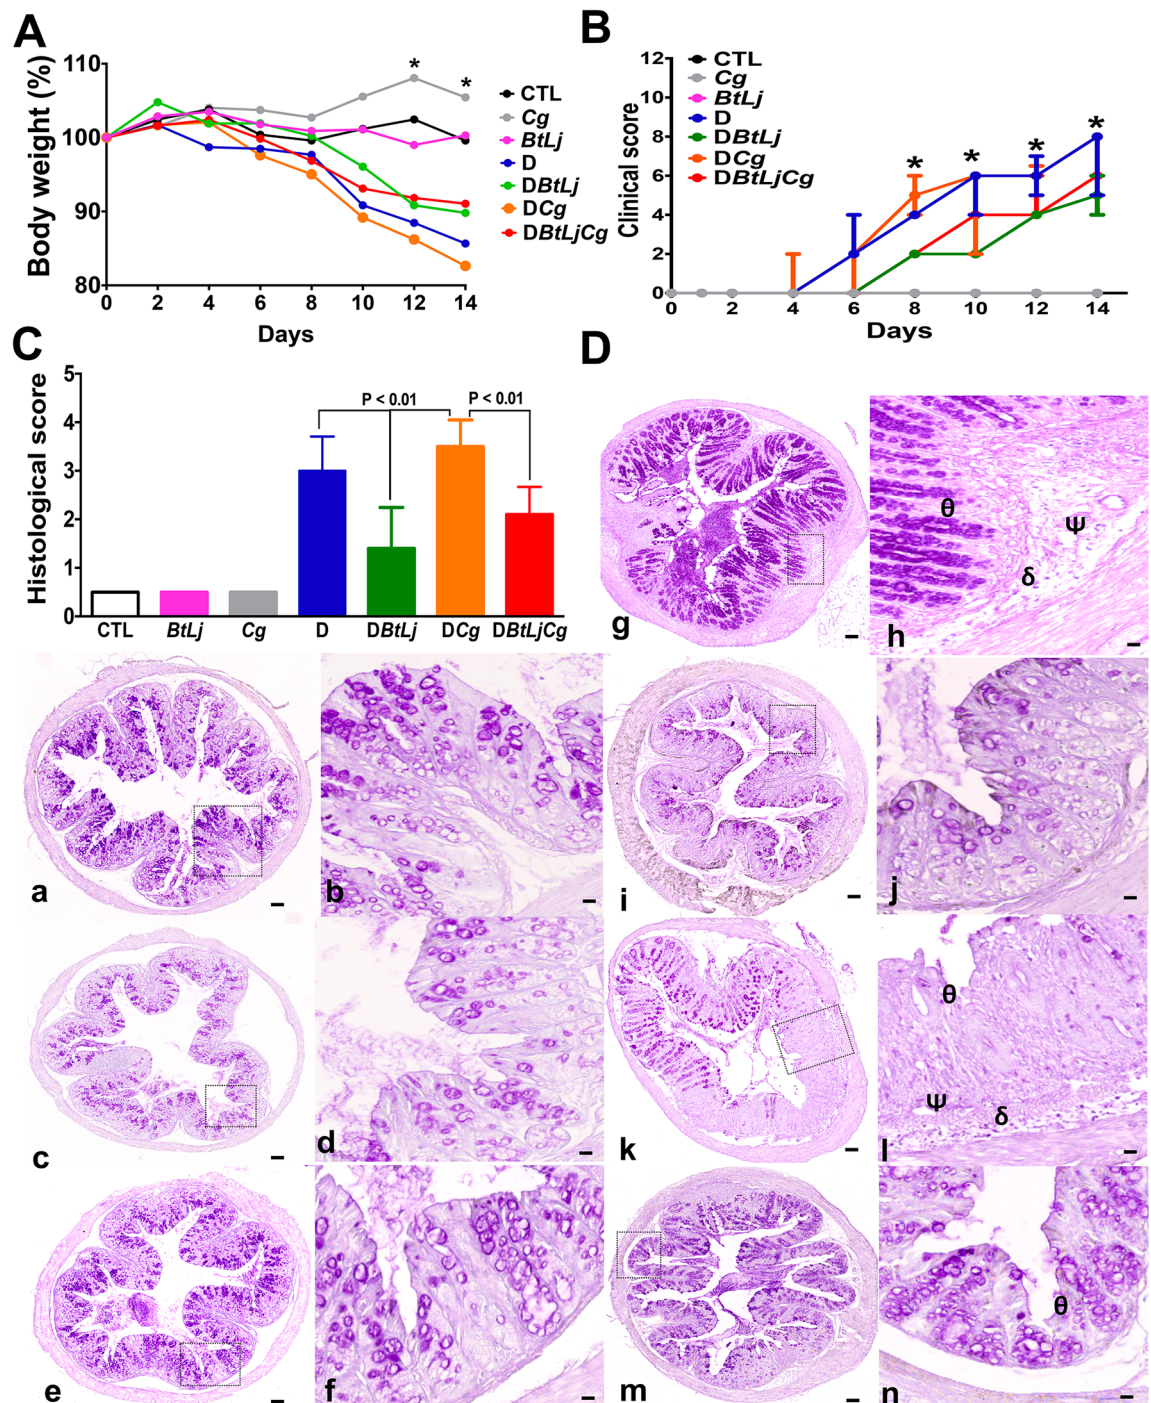 A
Body weight (%)
110
100
90
80
0 2 4 6 8 10 12 14
Days
* *
CTL
Cg
BtLj
D
DBtLj
DCg
DBtLjCg
B
Clinical score
12
10
8
6
4
2
0
0 2 4 6 8 10 12 14
Days
* * * *
CTL
Cg
BtLj
D
DBtLj
DCg
DBtLjCg
C
Histological score
5
4
3
2
1
0
P < 0.01 P < 0.01
CTL BtLj Cg D DBtLj DCg DBtLjCg
D
g
θ
Ψ
δ
h
a
b
i
j
c
d
k
θ
Ψ
δ
l
e
f
m
θ
n